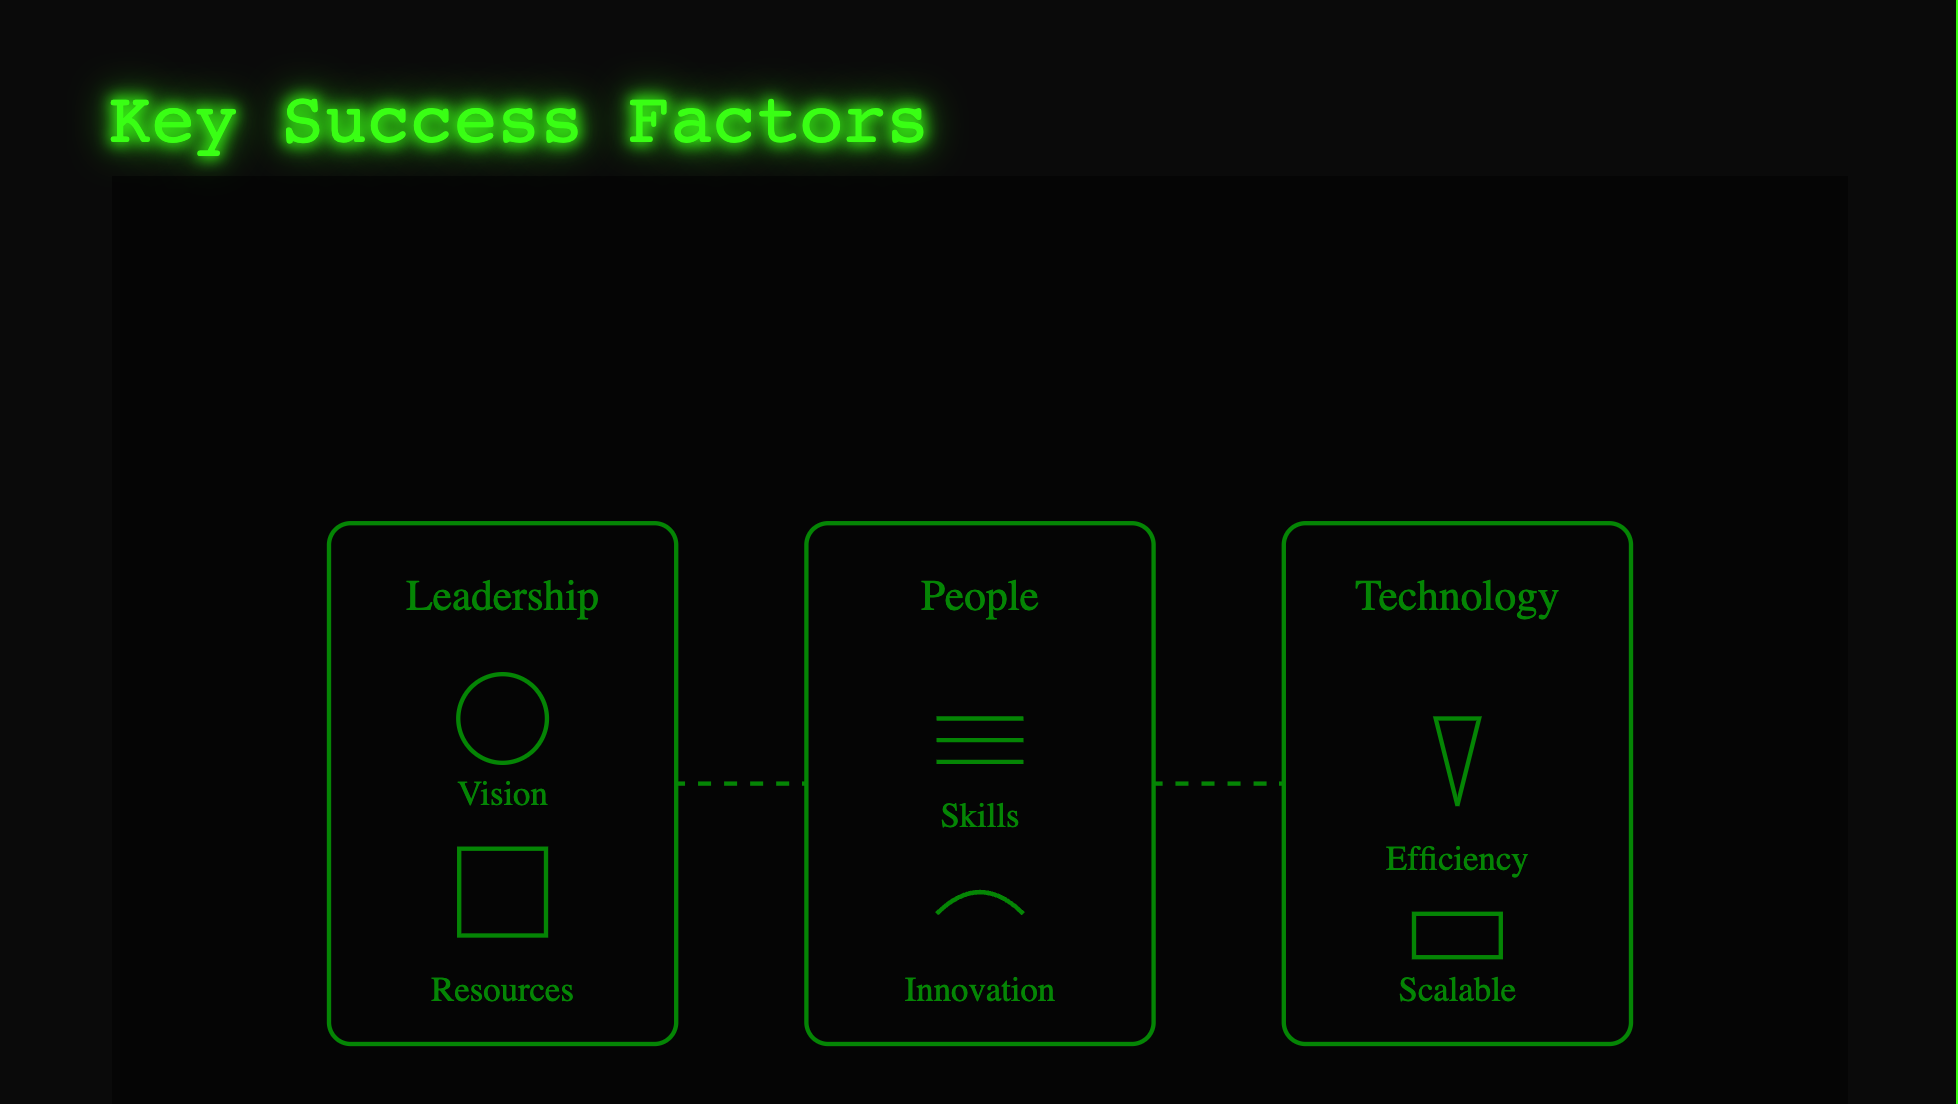 Key Success Factors
Leadership
Vision
Resources
People
Skills
Innovation
Technology
Efficiency
Scalable